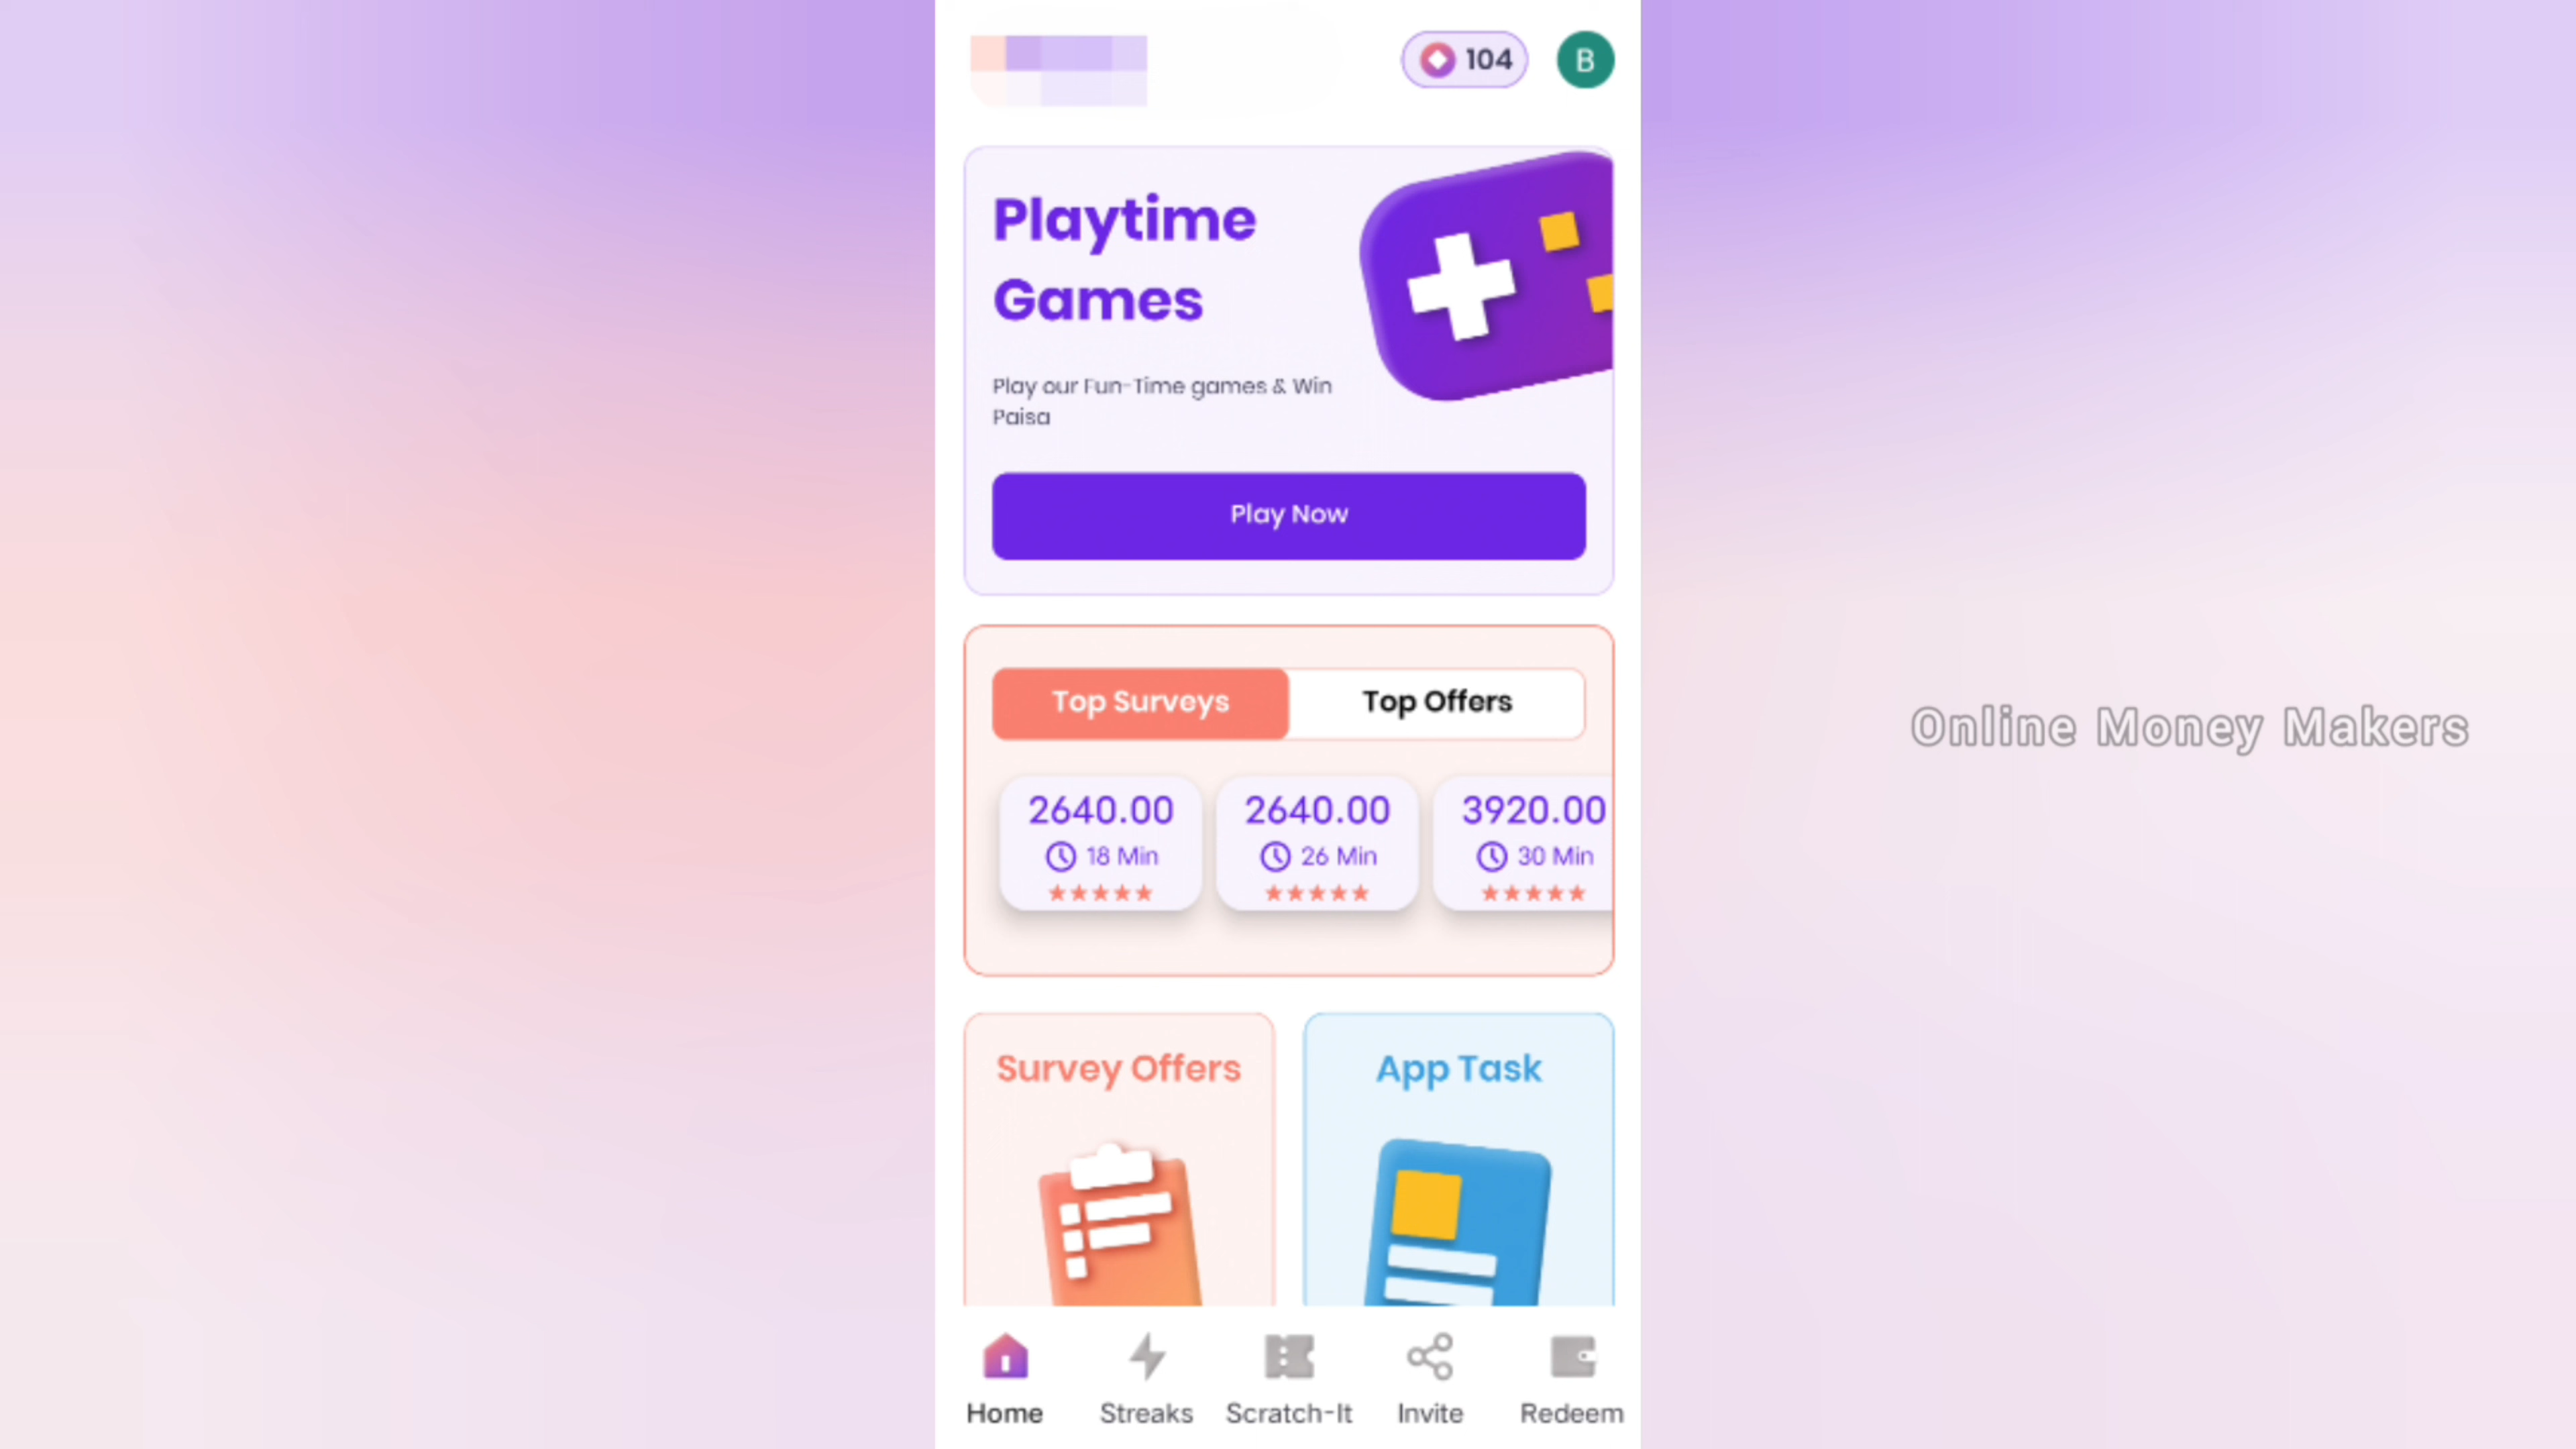 104
B
Playtime
Games
Play our Fun-Time games & Win
Paisa
Play Now
Top Surveys
Top Offers
2640.00
18 Min
2640.00
26 Min
3920.00
30 Min
Online Money Makers
Survey Offers
App Task
Home
Streaks
Scratch-It
Invite
Redeem